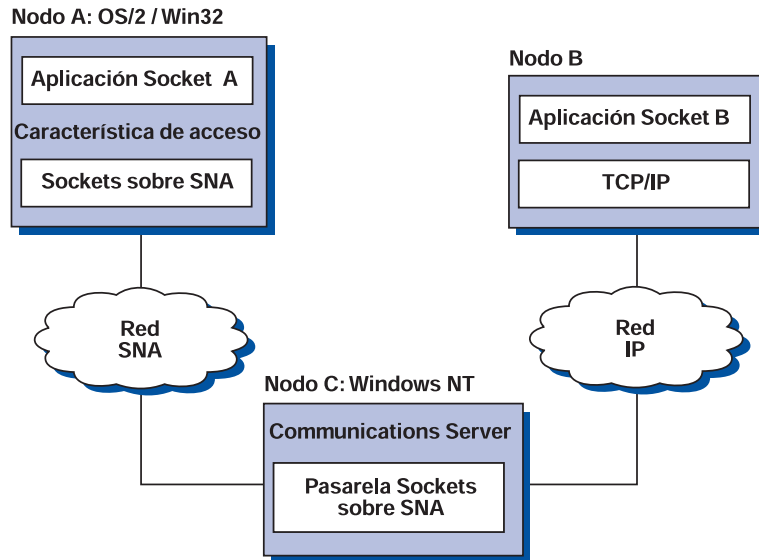 Nodo A: OS/2 / Win32
Aplicación Socket A
Característica de acceso
Sockets sobre SNA
Nodo B
Aplicación Socket B
TCP/IP
Red
SNA
Red
IP
Nodo C: Windows NT
Communications Server
Pasarela Sockets
sobre SNA